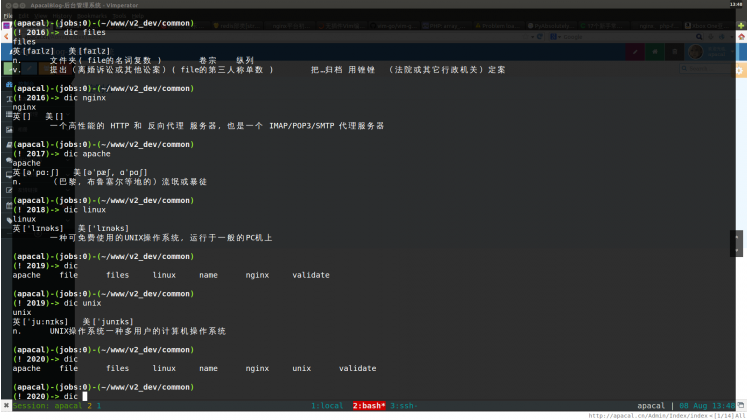 ApacalBlog-后台管理系统 - Vimperator
13:48
(apacal)-(jobs:0)-(~/www/v2_dev/common)
(! 2016)-> dic files
files
英[faɪlz] 美[faɪlz]
n. 文件夹( file的名词复数 ) 卷宗 纵列
v. 提出（离婚诉讼或其他讼案）( file的第三人称单数 ) 把…归档 用锉锉 （法院或其它行政机关）定案
(apacal)-(jobs:0)-(~/www/v2_dev/common)
(! 2016)-> dic nginx
nginx
英[] 美[]
一个高性能的 HTTP 和 反向代理 服务器, 也是一个 IMAP/POP3/SMTP 代理服务器
(apacal)-(jobs:0)-(~/www/v2_dev/common)
(! 2017)-> dic apache
apache
英[ə'pɑ:ʃ] 美[ə'pæʃ, ɑ'pɑʃ]
n. （巴黎, 布鲁塞尔等地的）流氓或暴徒
(apacal)-(jobs:0)-(~/www/v2_dev/common)
(! 2018)-> dic linux
linux
英['lɪnəks] 美['lɪnəks]
一种可免费使用的UNIX操作系统, 运行于一般的PC机上
(apacal)-(jobs:0)-(~/www/v2_dev/common)
(! 2019)-> dic
apache file files linux name nginx validate
(apacal)-(jobs:0)-(~/www/v2_dev/common)
(! 2019)-> dic unix
unix
英['ju:nɪks] 美['junɪks]
n. UNIX操作系统一种多用户的计算机操作系统
(apacal)-(jobs:0)-(~/www/v2_dev/common)
(! 2020)-> dic
apache file files linux name nginx unix validate
(apacal)-(jobs:0)-(~/www/v2_dev/common)
(! 2020)-> dic
Session: apacal 2 1 1:local 2:bash* 3:ssh- apacal | 08 Aug 13:48
http://apacal.cn/Admin/Index/index [1/14] All